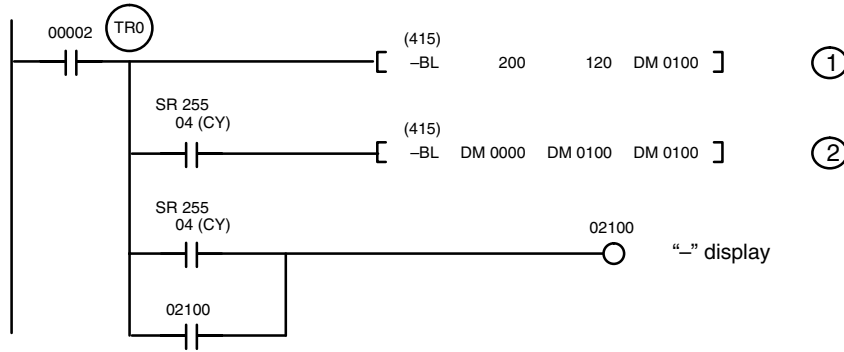 00002
TR0
(415)
–BL 200 120 DM 0100
1
SR 255
04 (CY)
(415)
–BL DM 0000 DM 0100 DM 0100
2
SR 255
04 (CY)
02100
“–” display
02100